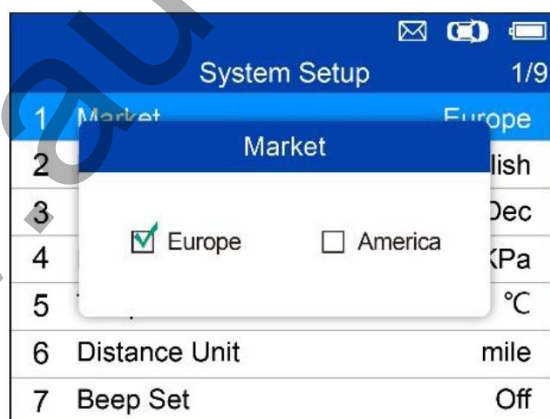 System Setup 1/9
1 Market Europe
Market
2 lish
3 Dec
Europe America
4 KPa
5 °C
6 Distance Unit mile
7 Beep Set Off